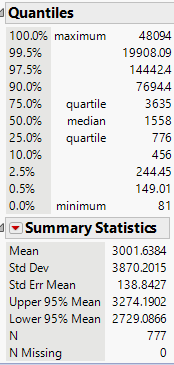 Quantiles
100.0% maximum 48094
99.5% 19908.09
97.5% 14442.4
90.0% 7694.4
75.0% quartile 3635
50.0% median 1558
25.0% quartile 776
10.0% 456
2.5% 244.45
0.5% 149.01
0.0% minimum 81
Summary Statistics
Mean 3001.6384
Std Dev 3870.2015
Std Err Mean 138.8427
Upper 95% Mean 3274.1902
Lower 95% Mean 2729.0866
N 777
N Missing 0